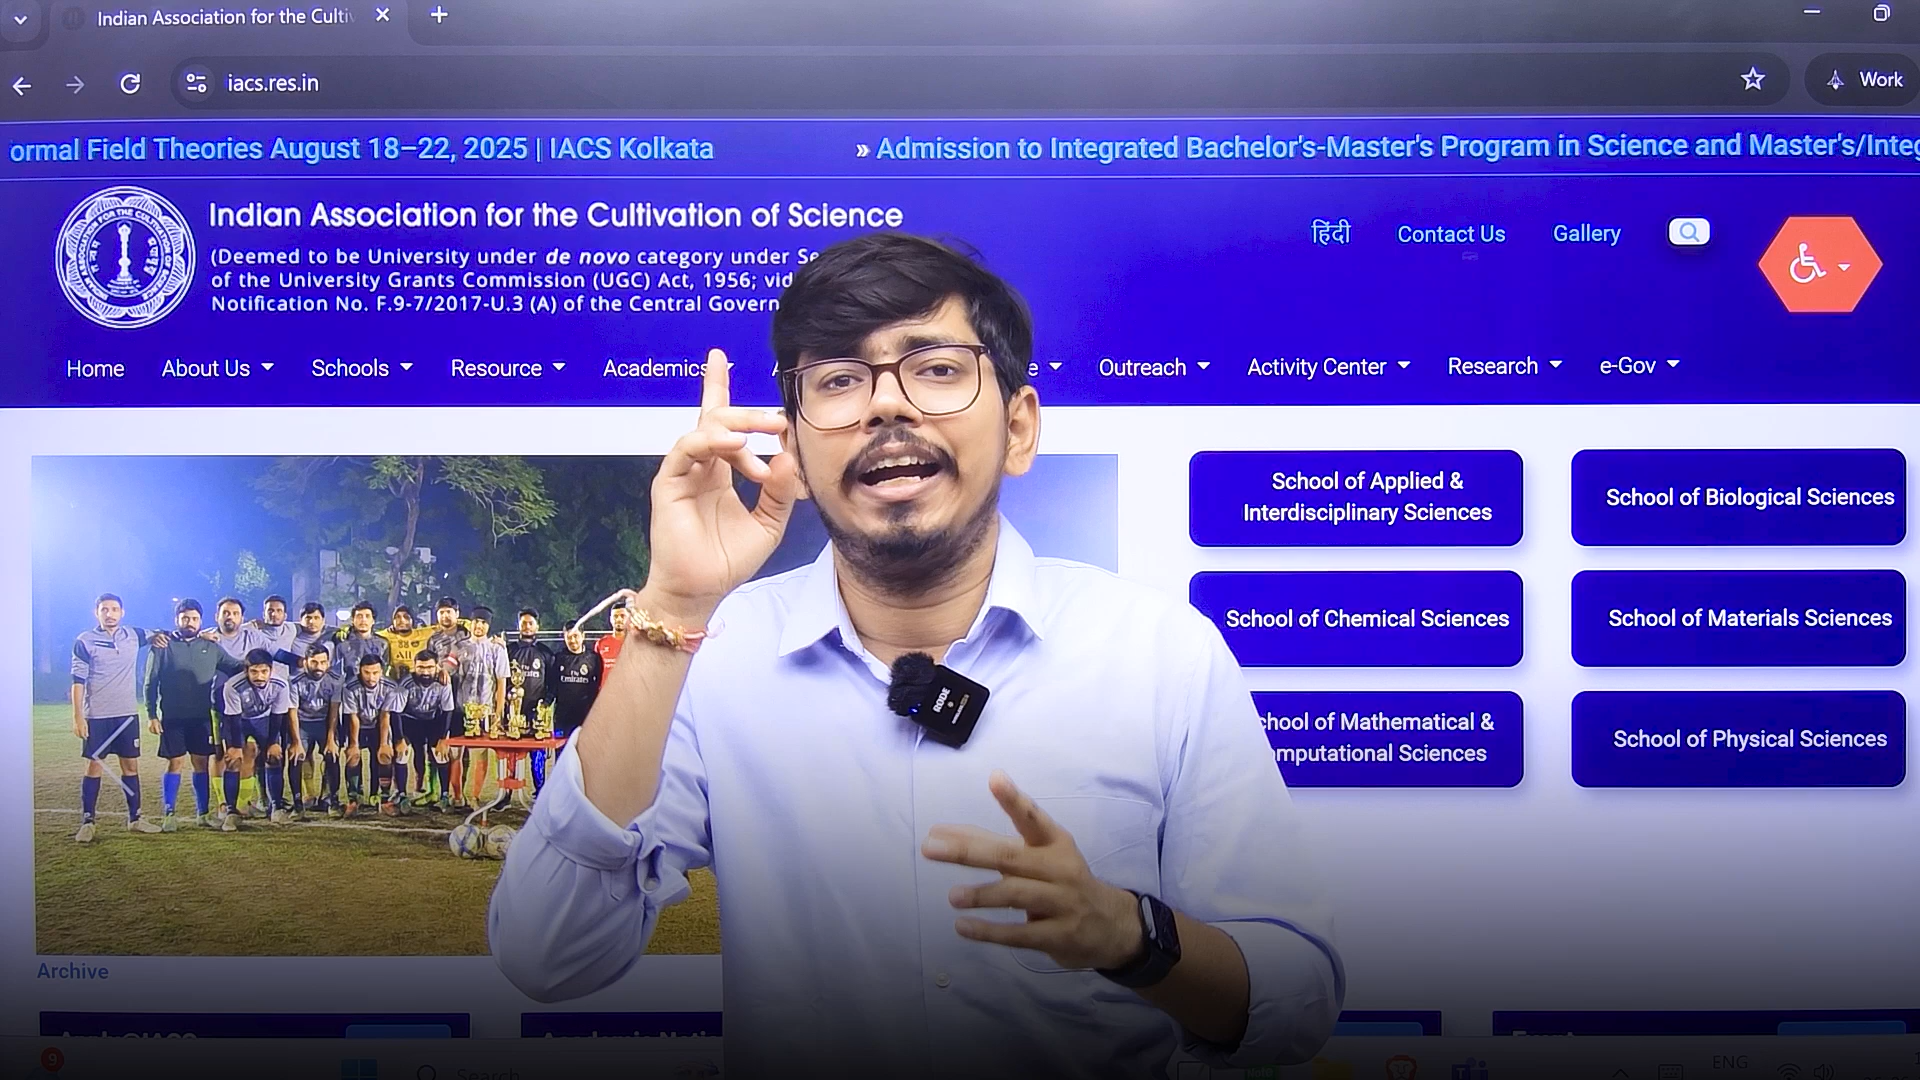 Indian Association for the Culti
iacs.res.in
Work
ormal Field Theories August 18–22, 2025 | IACS Kolkata
» Admission to Integrated Bachelor's-Master's Program in Science and Master's/Integ
Indian Association for the Cultivation of Science
(Deemed to be University under de novo category under Se
of the University Grants Commission (UGC) Act, 1956; vid
Notification No. F.9-7/2017-U.3 (A) of the Central Govern
हिंदी
Contact Us
Gallery
Home
About Us
Schools
Resource
Academics
Outreach
Activity Center
Research
e-Gov
School of Applied &
Interdisciplinary Sciences
School of Biological Sciences
School of Chemical Sciences
School of Materials Sciences
chool of Mathematical &
mputational Sciences
School of Physical Sciences
RODE
Archive
9
Search
ENG